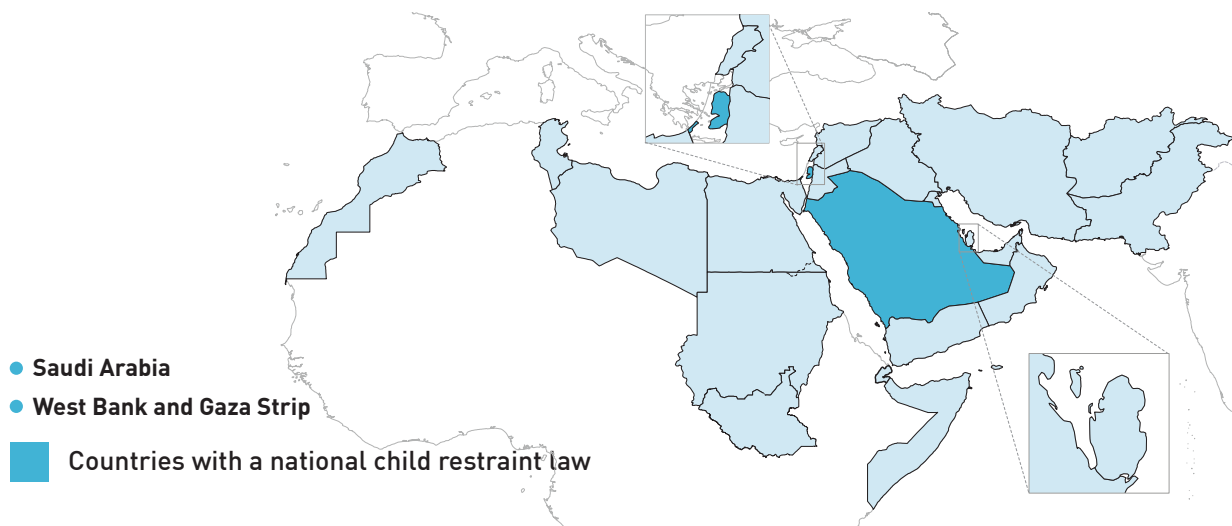 Saudi Arabia
West Bank and Gaza Strip
Countries with a national child restraint law